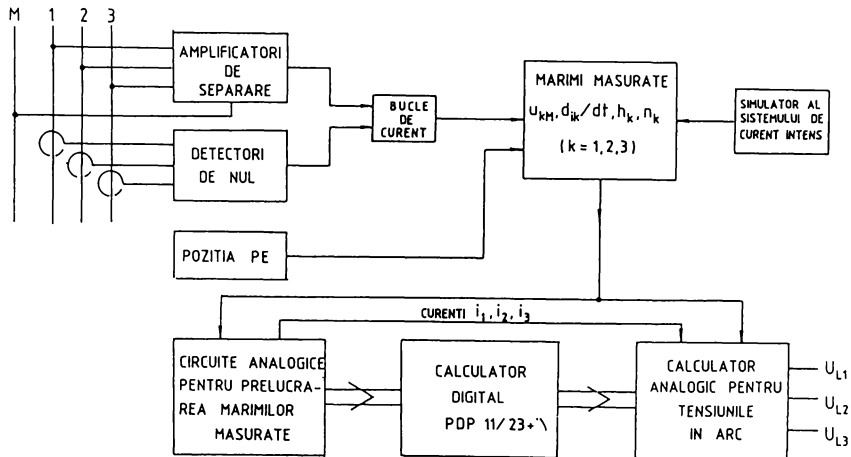 M 1 2 3
AMPLIFICATORI
DE
SEPARARE
DETECTORI
DE NUL
POZITIA PE
BUCLE
DE
CURENT
MARIMI MASURATE
u_kM, d_ik/dt, h_k, n_k
(k = 1,2,3)
SIMULATOR AL
SISTEMULUI DE
CURENT INTENS
CURENTI i_1, i_2, i_3
CIRCUITE ANALOGICE
PENTRU PRELUCRA-
REA MARIMILOR
MASURATE
CALCULATOR
DIGITAL
PDP 11/23+
CALCULATOR
ANALOGIC PENTRU
TENSIUNILE
IN ARC
U_L1
U_L2
U_L3